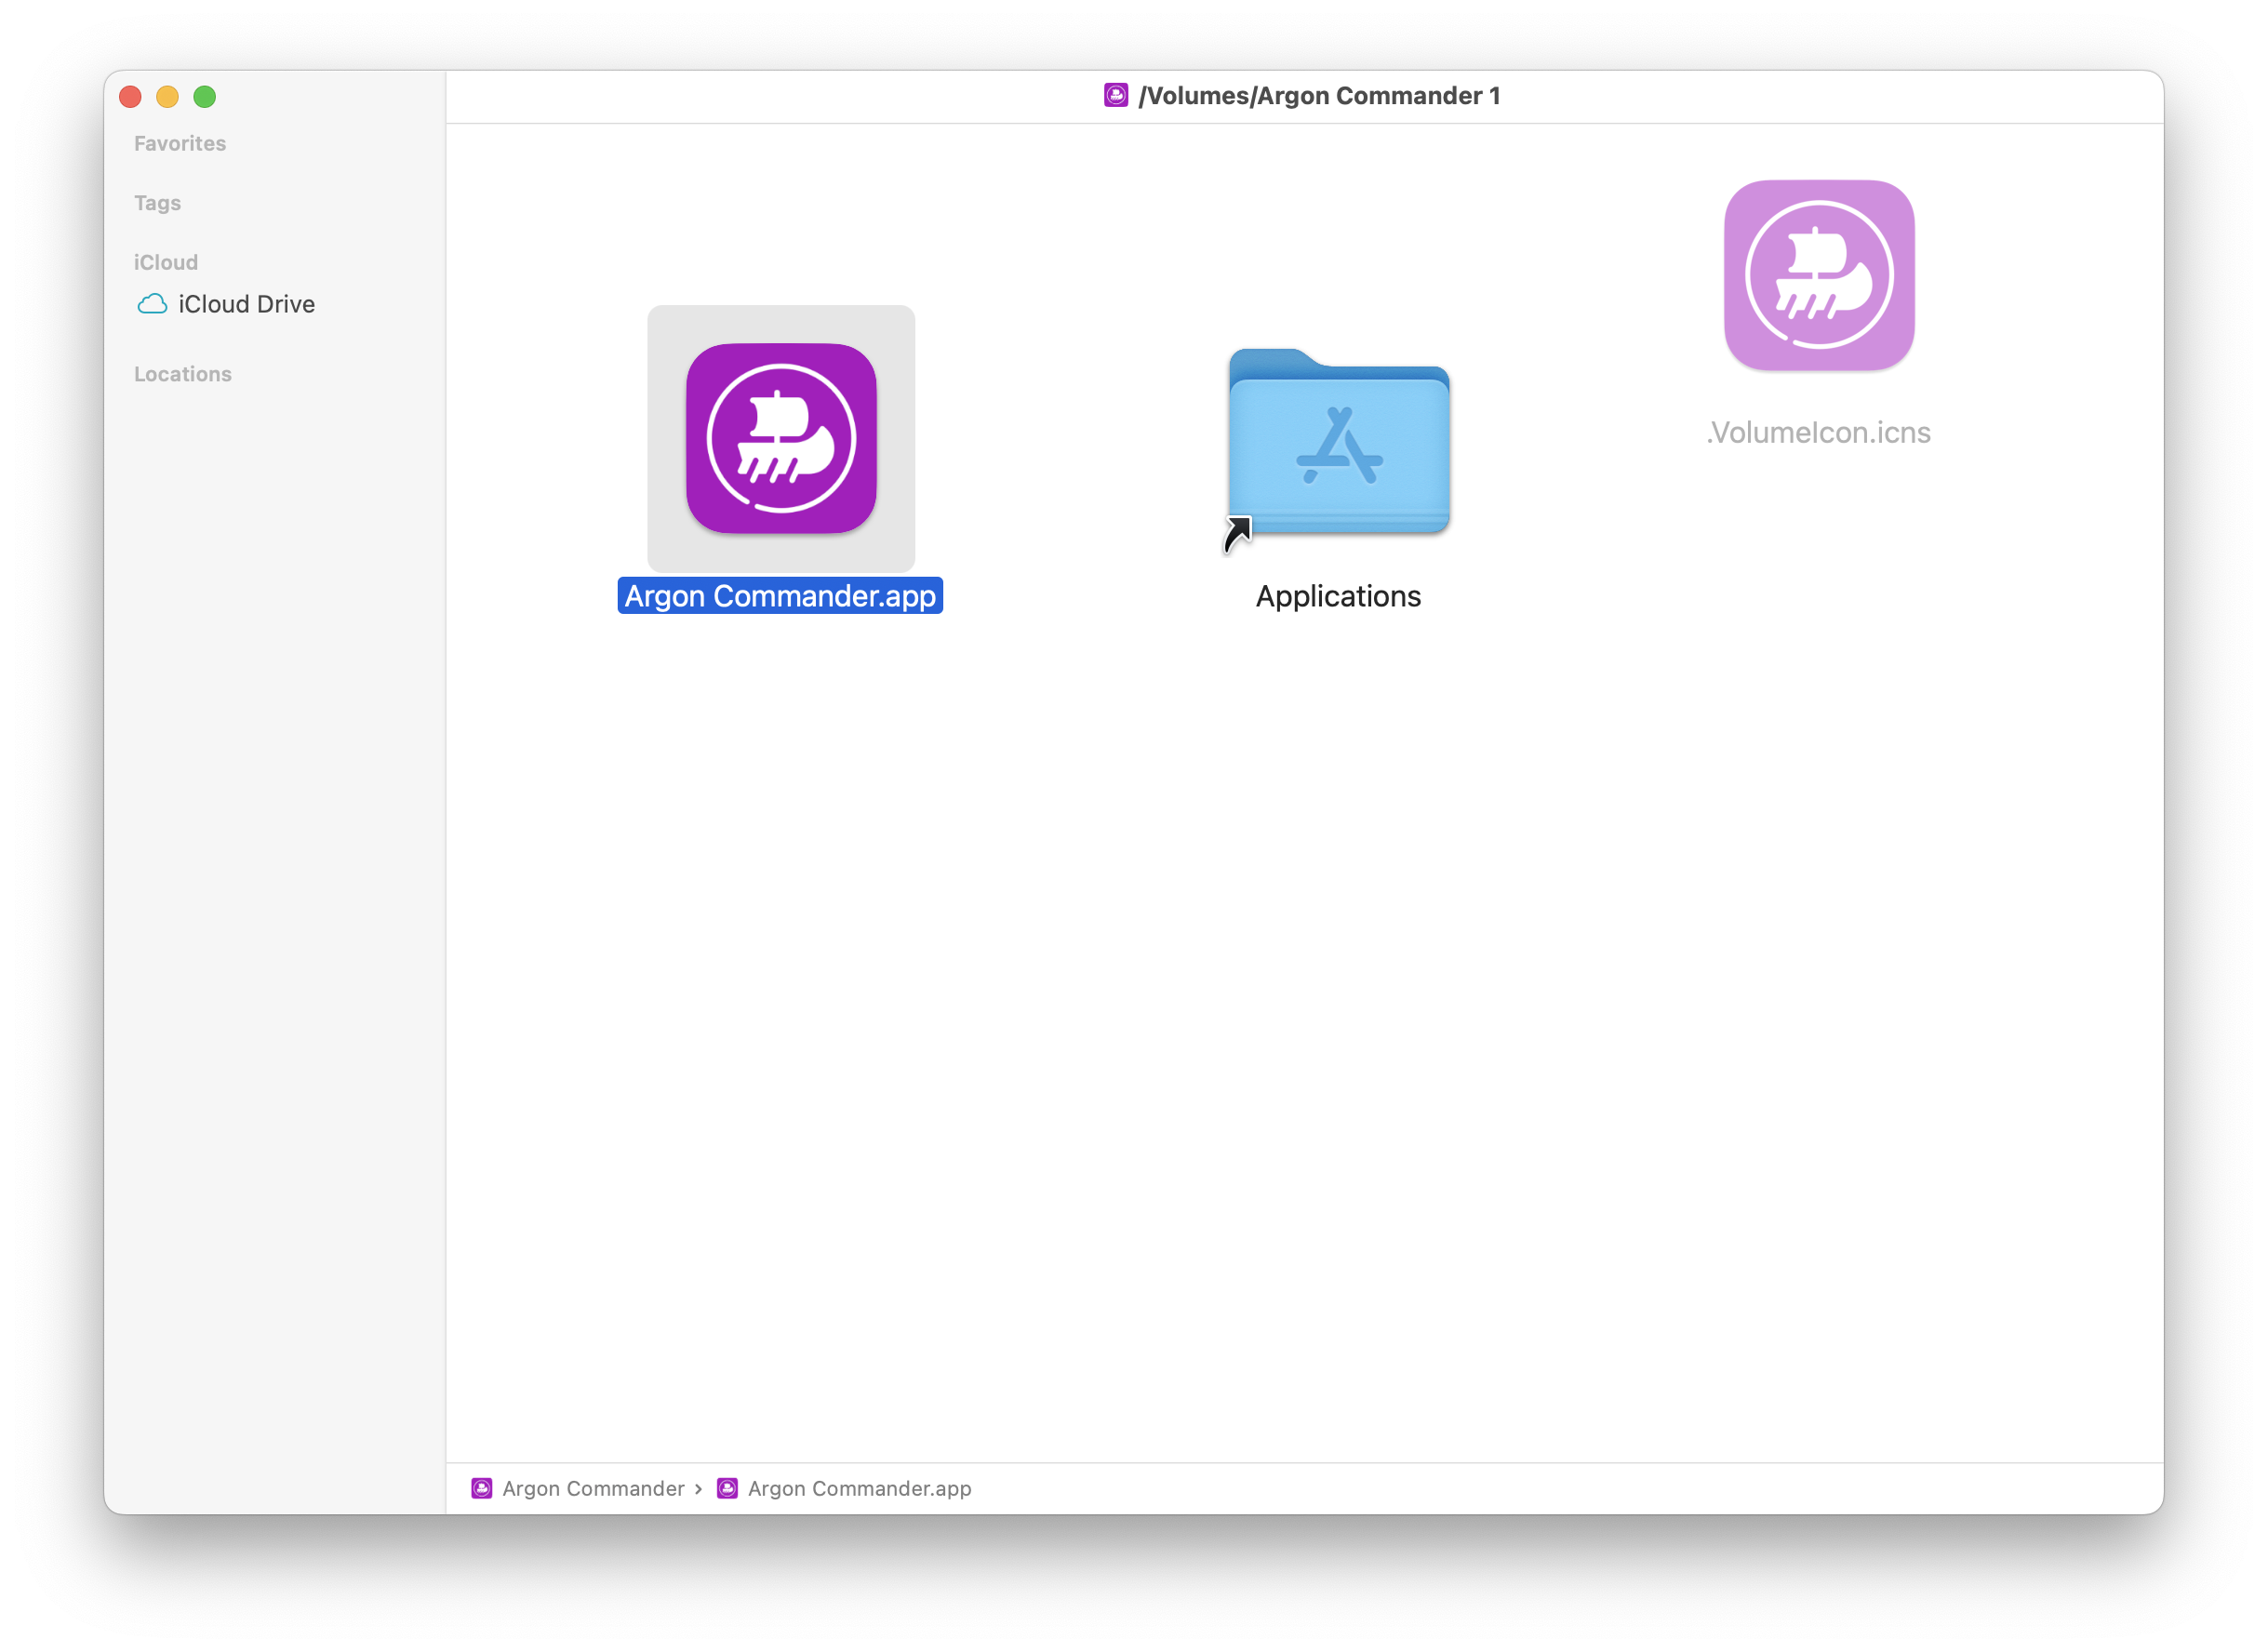 /Volumes/Argon Commander 1
Favorites
Tags
iCloud
iCloud Drive
Locations
.VolumeIcon.icns
Argon Commander.app
Applications
Argon Commander › Argon Commander.app